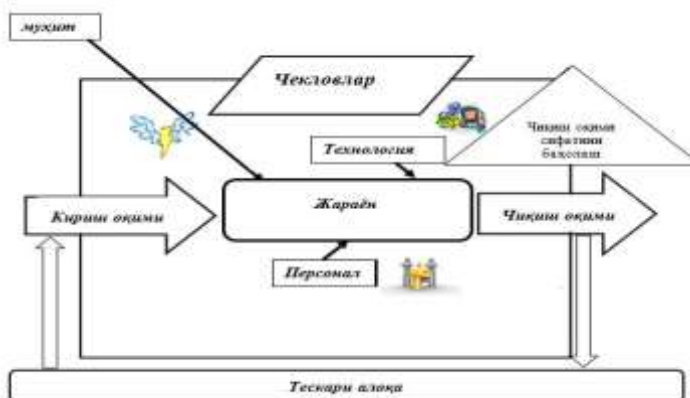 муҳит
Чекловлар
Чиқиш оқими
сифатини
баҳолаш
Технология
Жараён
Кириш оқими
Чиқиш оқими
Персонал
Тескари алоқа